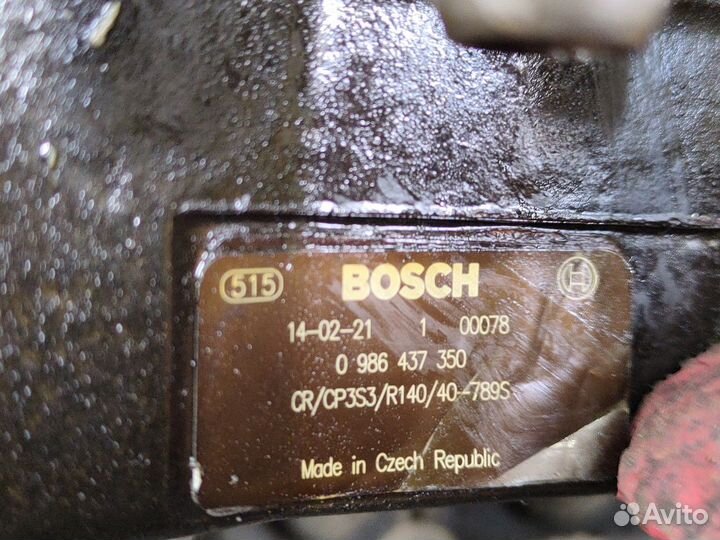 515 BOSCH
14-02-21 1 00078
0 986 437 350
CR/CP3S3/R140/40-789S
Made in Czech Republic
Avito